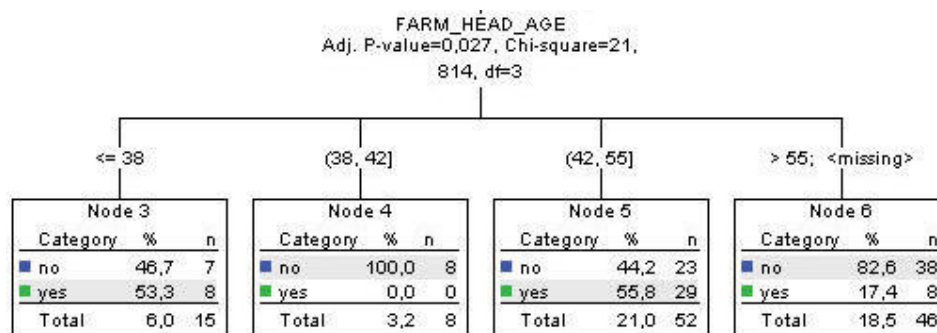 FARM_HEAD_AGE
Adj. P-value=0,027, Chi-square=21,
814, df=3
<= 38 (38, 42] (42, 55] > 55; <missing>
Node 3
Category % n
no 46,7 7
yes 53,3 8
Total 6,0 15
Node 4
Category % n
no 100,0 8
yes 0,0 0
Total 3,2 8
Node 5
Category % n
no 44,2 23
yes 55,8 29
Total 21,0 52
Node 6
Category % n
no 82,6 38
yes 17,4 8
Total 18,5 46